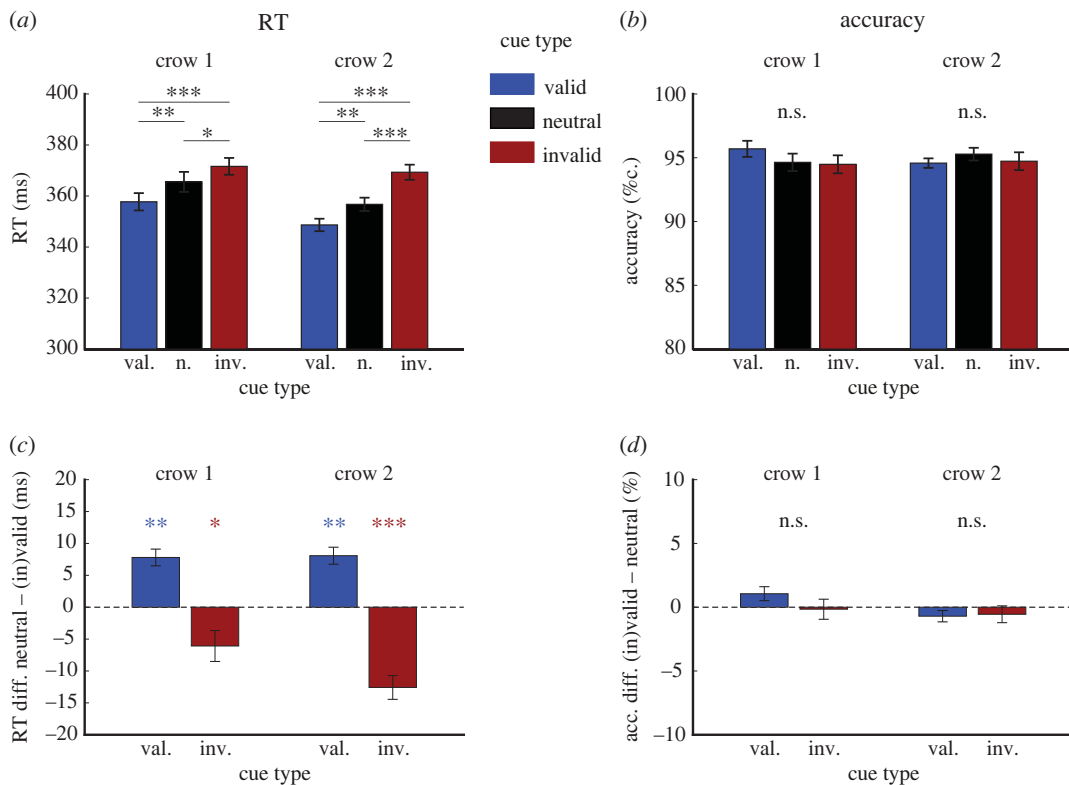 (a)
RT
crow 1
crow 2
400
380
360
340
320
300
RT (ms)
***
**
*
***
**
***
val.
n.
inv.
val.
n.
inv.
cue type
cue type
valid
neutral
invalid
(b)
accuracy
crow 1
crow 2
100
95
90
85
80
accuracy (%c.)
n.s.
n.s.
val.
n.
inv.
val.
n.
inv.
cue type
(c)
crow 1
crow 2
20
15
10
5
0
−5
−10
−15
−20
RT diff. neutral – (in)valid (ms)
**
*
**
***
val.
inv.
val.
inv.
cue type
(d)
crow 1
crow 2
10
5
0
−5
−10
acc. diff. (in)valid – neutral (%)
n.s.
n.s.
val.
inv.
val.
inv.
cue type